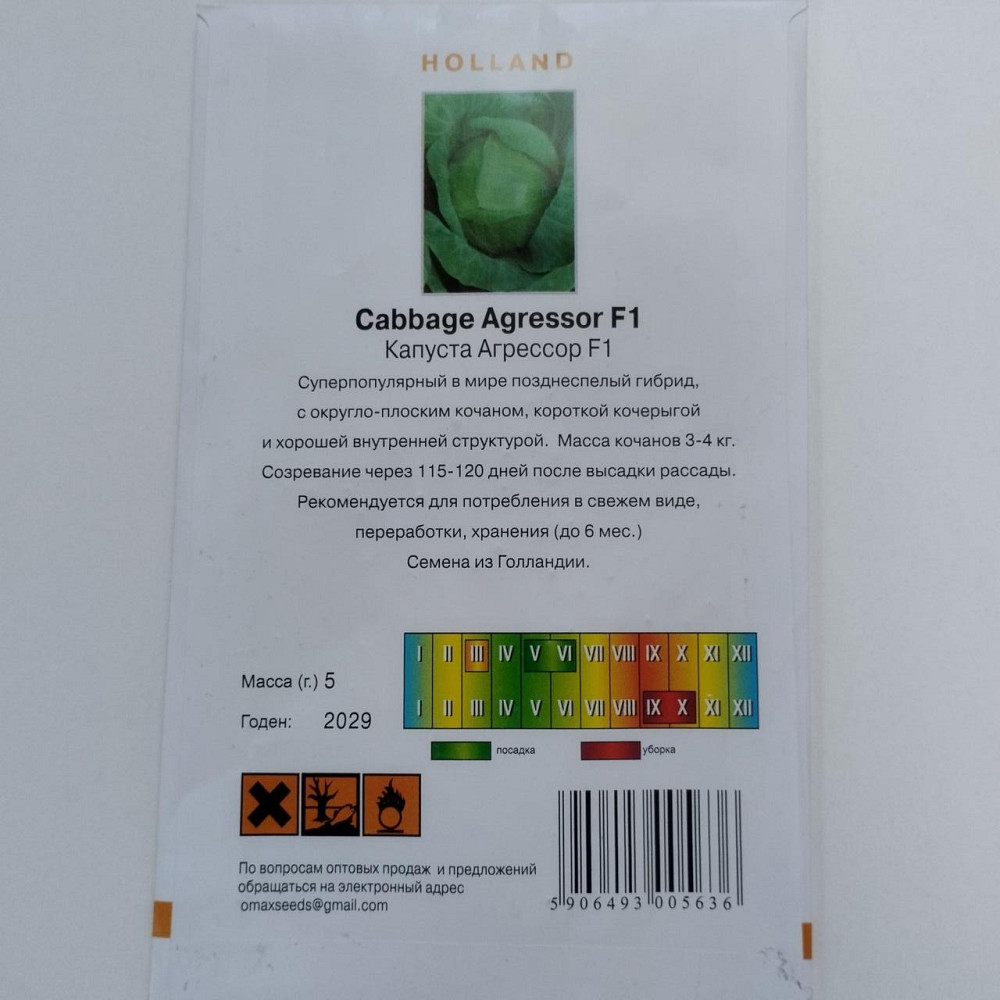 HOLLAND
Cabbage Agressor F1
Капуста Агрессор F1
Суперпопулярный в мире позднеспелый гибрид,
с округло-плоским кочаном, короткой кочерыгой
и хорошей внутренней структурой. Масса кочанов 3-4 кг.
Созревание через 115-120 дней после высадки рассады.
Рекомендуется для потребления в свежем виде,
переработки, хранения (до 6 мес.)
Семена из Голландии.
I II III IV V VI VII VIII IX X XI XII
Масса (г.) 5
I II III IV V VI VII VIII IX X XI XII
Годен: 2029
посадка уборка
По вопросам оптовых продаж и предложений
обращаться на электронный адрес
omaxseeds@gmail.com
5 906493 005636